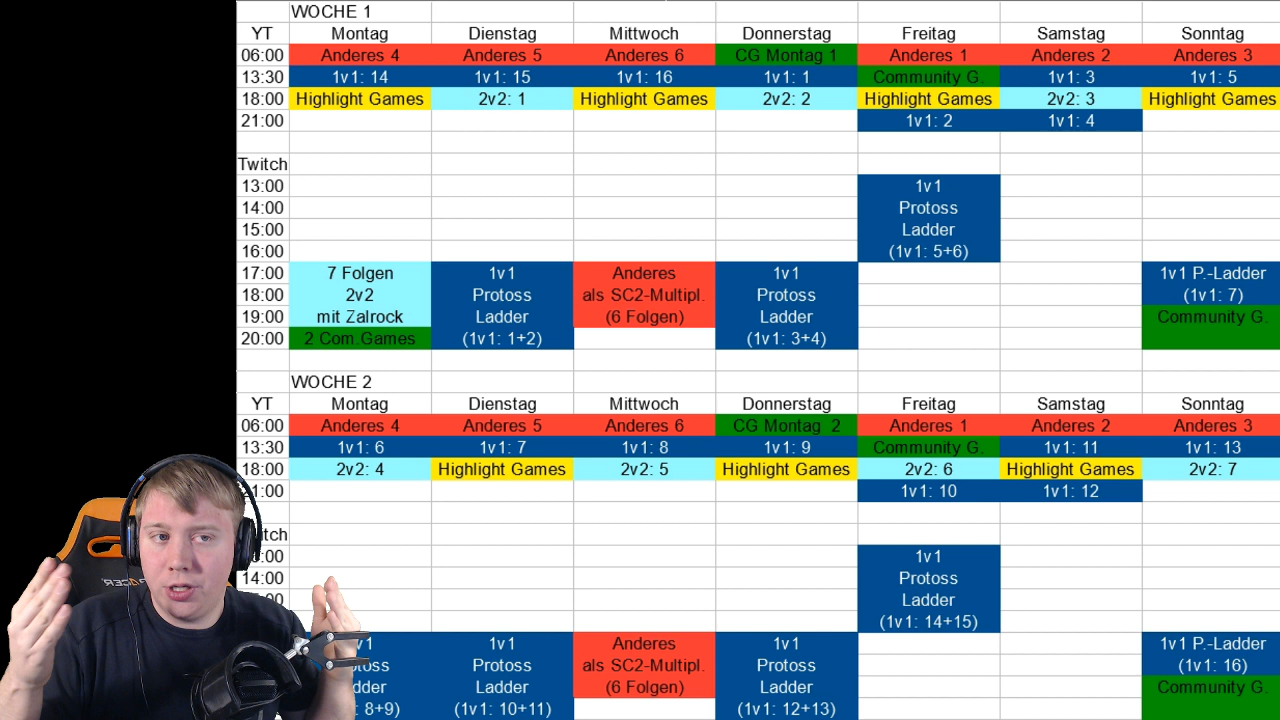 WOCHE 1
YT Montag Dienstag Mittwoch Donnerstag Freitag Samstag Sonntag
06:00 Anderes 4 Anderes 5 Anderes 6 CG Montag 1 Anderes 1 Anderes 2 Anderes 3
13:30 1v1: 14 1v1: 15 1v1: 16 1v1: 1 Community G. 1v1: 3 1v1: 5
18:00 Highlight Games 2v2: 1 Highlight Games 2v2: 2 Highlight Games 2v2: 3 Highlight Games
21:00 1v1: 2 1v1: 4
Twitch
13:00 1v1
14:00 Protoss
15:00 Ladder
16:00 (1v1: 5+6)
17:00 7 Folgen 1v1 Anderes 1v1 1v1 P.-Ladder
18:00 2v2 Protoss als SC2-Multipl. Protoss (1v1: 7)
19:00 mit Zalrock Ladder (6 Folgen) Ladder Community G.
20:00 2 Com.Games (1v1: 1+2) (1v1: 3+4)
WOCHE 2
YT Montag Dienstag Mittwoch Donnerstag Freitag Samstag Sonntag
06:00 Anderes 4 Anderes 5 Anderes 6 CG Montag 2 Anderes 1 Anderes 2 Anderes 3
13:30 1v1: 6 1v1: 7 1v1: 8 1v1: 9 Community G. 1v1: 11 1v1: 13
18:00 2v2: 4 Highlight Games 2v2: 5 Highlight Games 2v2: 6 Highlight Games 2v2: 7
21:00 1v1: 10 1v1: 12
1v1
14:00 Protoss
Ladder
(1v1: 14+15)
1v1 Anderes 1v1 1v1 P.-Ladder
Protoss als SC2-Multipl. Protoss (1v1: 16)
Ladder (6 Folgen) Ladder Community G.
8+9) (1v1: 10+11) (1v1: 12+13)